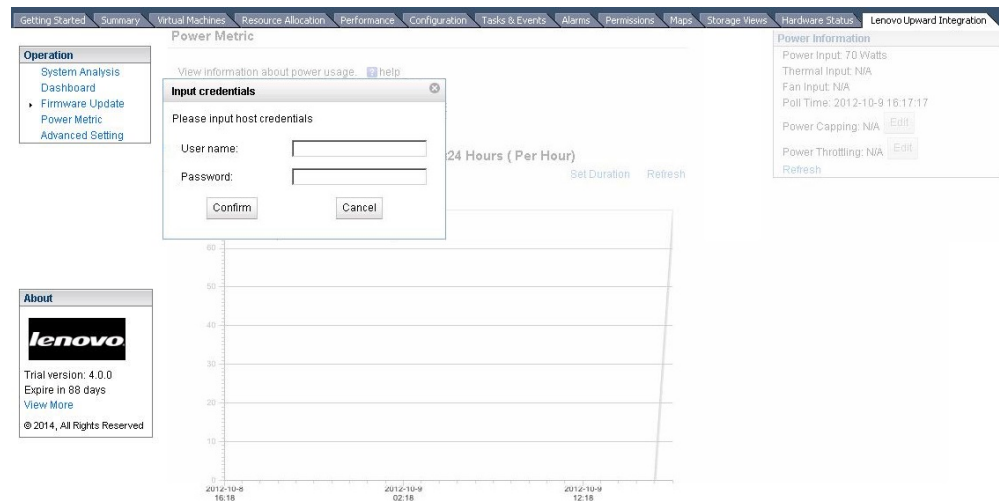 Getting Started Summary Virtual Machines Resource Allocation Performance Configuration Tasks & Events Alarms Permissions Maps Storage Views Hardware Status Lenovo Upward Integration
Operation
System Analysis
Dashboard
Firmware Update
Power Metric
Advanced Setting
Power Metric
View information about power usage. ? help
Input credentials
Please input host credentials
User name:
Password:
Confirm Cancel
24 Hours ( Per Hour)
Set Duration Refresh
60
50
40
30
20
10
0
2012-10-8 16:18
2012-10-9 02:18
2012-10-9 12:18
Power Information
Power Input: 70 Watts
Thermal Input: N/A
Fan Input: N/A
Poll Time: 2012-10-9 16:17:17
Power Capping: N/A Edit
Power Throttling: N/A Edit
Refresh
About
lenovo
Trial version: 4.0.0
Expire in 88 days
View More
© 2014, All Rights Reserved